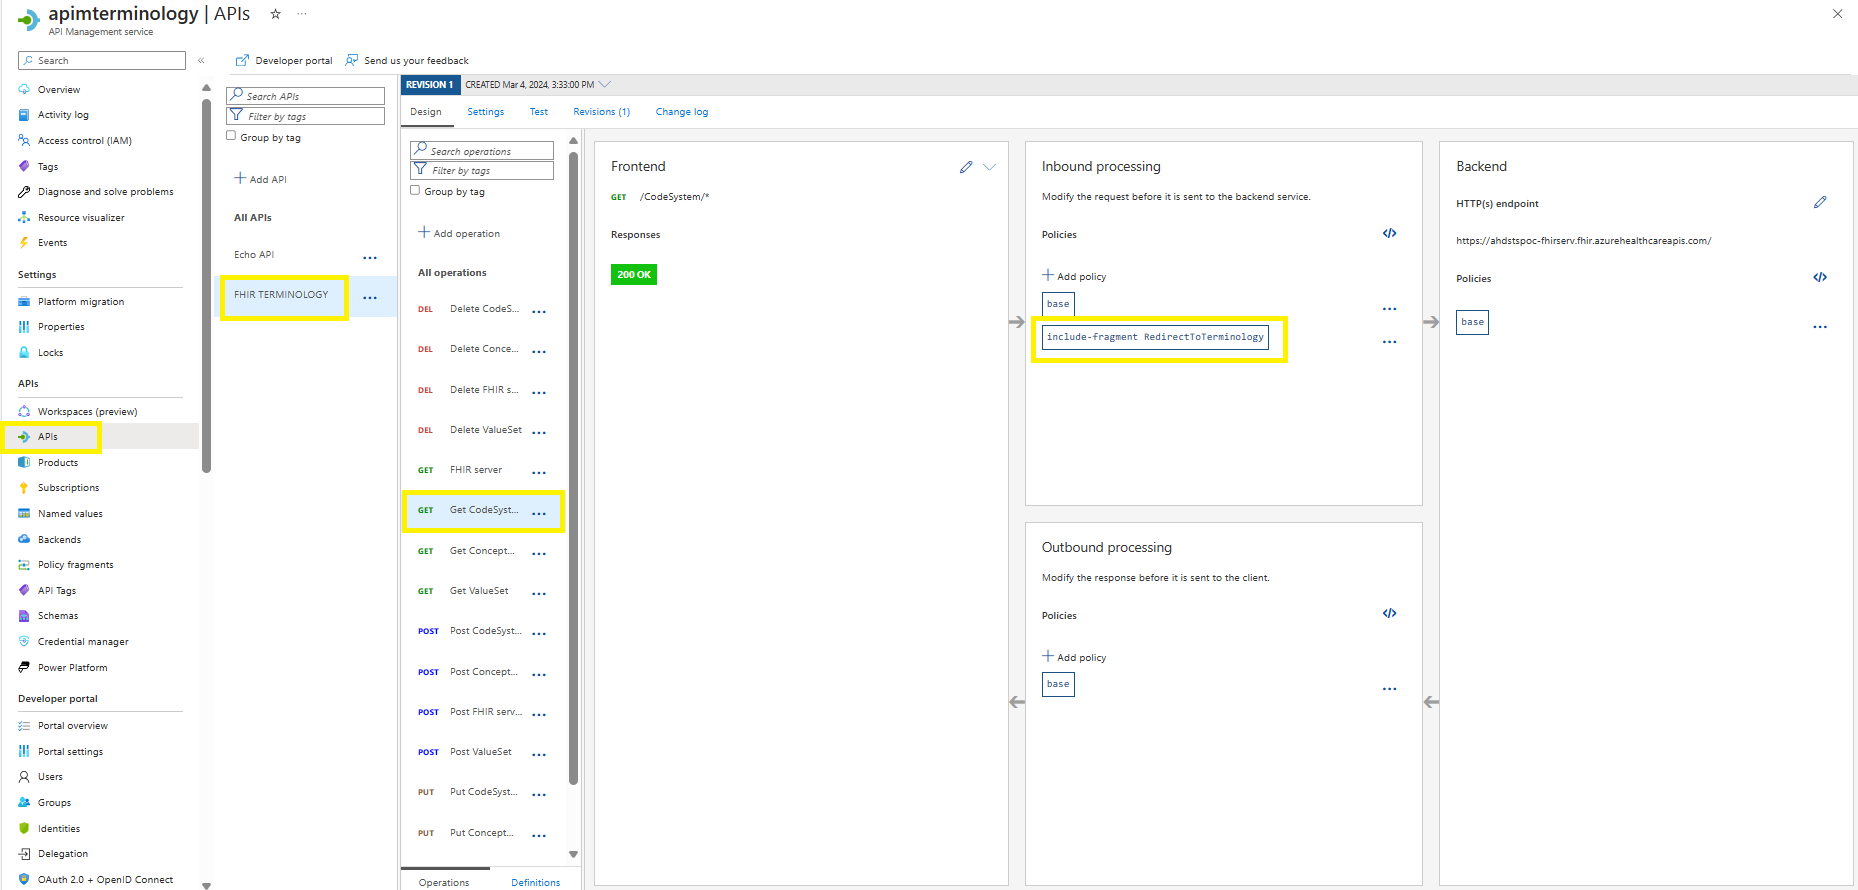 apimterminology | APIs
API Management service
Search
Overview
Activity log
Access control (IAM)
Tags
Diagnose and solve problems
Resource visualizer
Events
Settings
Platform migration
Properties
Locks
APIs
Workspaces (preview)
APIs
Products
Subscriptions
Named values
Backends
Policy fragments
API Tags
Schemas
Credential manager
Power Platform
Developer portal
Portal overview
Portal settings
Users
Groups
Identities
Delegation
OAuth 2.0 + OpenID Connect
Developer portal
Send us your feedback
Search APIs
Filter by tags
Group by tag
Add API
All APIs
Echo API
FHIR TERMINOLOGY
REVISION 1 CREATED Mar 4, 2024, 3:33:00 PM
Design Settings Test Revisions (1) Change log
Search operations
Filter by tags
Group by tag
Add operation
All operations
DEL Delete CodeS...
DEL Delete Conce...
DEL Delete FHIR s...
DEL Delete ValueSet
GET FHIR server
GET Get CodeSyst...
GET Get Concept...
GET Get ValueSet
POST Post CodeSyst...
POST Post Concept...
POST Post FHIR serv...
POST Post ValueSet
PUT Put CodeSyst...
PUT Put Concept...
Operations Definitions
Frontend
GET /CodeSystem/*
Responses
200 OK
Inbound processing
Modify the request before it is sent to the backend service.
Policies
Add policy
base
include-fragment RedirectToTerminology
Outbound processing
Modify the response before it is sent to the client.
Policies
Add policy
base
Backend
HTTP(s) endpoint
https://ahdstspoc-fhirserv.fhir.azurehealthcareapis.com/
Policies
base